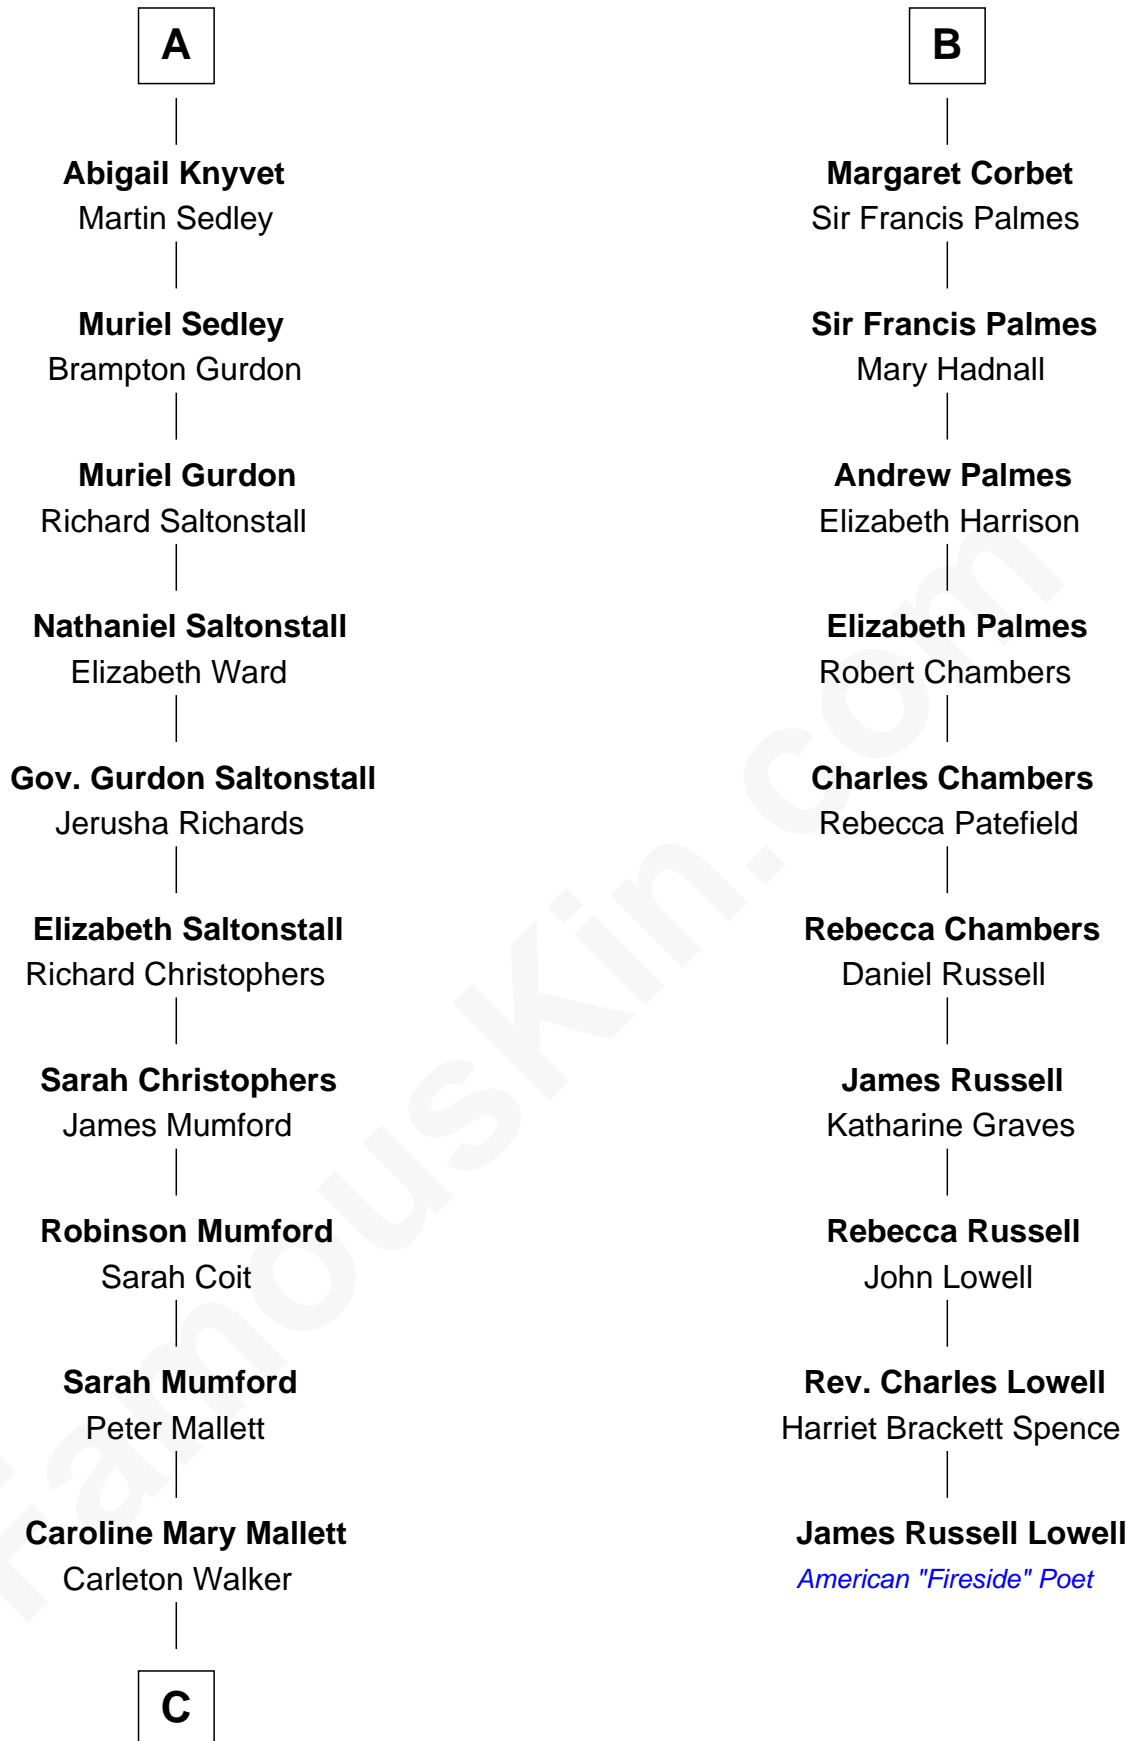 A
Abigail Knyvet
Martin Sedley
Muriel Sedley
Brampton Gurdon
Muriel Gurdon
Richard Saltonstall
Nathaniel Saltonstall
Elizabeth Ward
Gov. Gurdon Saltonstall
Jerusha Richards
Elizabeth Saltonstall
Richard Christophers
Sarah Christophers
James Mumford
Robinson Mumford
Sarah Coit
Sarah Mumford
Peter Mallett
Caroline Mary Mallett
Carleton Walker
C
B
Margaret Corbet
Sir Francis Palmes
Sir Francis Palmes
Mary Hadnall
Andrew Palmes
Elizabeth Harrison
Elizabeth Palmes
Robert Chambers
Charles Chambers
Rebecca Patefield
Rebecca Chambers
Daniel Russell
James Russell
Katharine Graves
Rebecca Russell
John Lowell
Rev. Charles Lowell
Harriet Brackett Spence
James Russell Lowell
American "Fireside" Poet
FamousKin.com